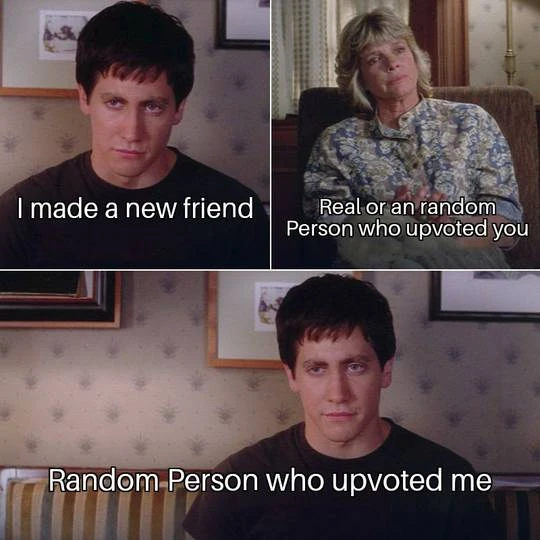 I made a new friend
Real or an random
Person who upvoted you
Random Person who upvoted me